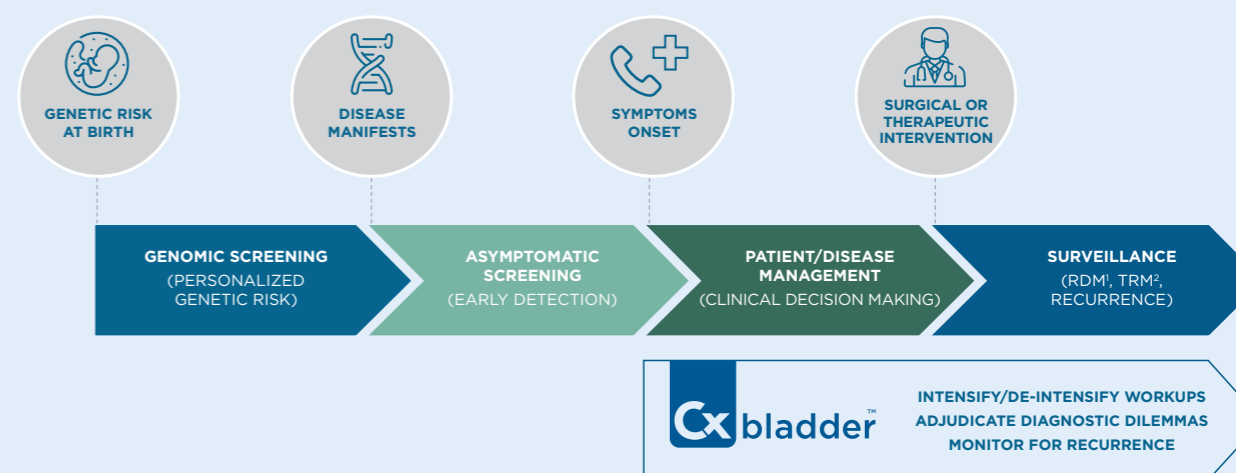 GENETIC RISK
AT BIRTH
DISEASE
MANIFESTS
SYMPTOMS
ONSET
SURGICAL OR
THERAPEUTIC
INTERVENTION
GENOMIC SCREENING
(PERSONALIZED
GENETIC RISK)
ASYMPTOMATIC
SCREENING
(EARLY DETECTION)
PATIENT/DISEASE
MANAGEMENT
(CLINICAL DECISION MAKING)
SURVEILLANCE
(RDM¹, TRM²,
RECURRENCE)
Cxbladder™
INTENSIFY/DE-INTENSIFY WORKUPS
ADJUDICATE DIAGNOSTIC DILEMMAS
MONITOR FOR RECURRENCE